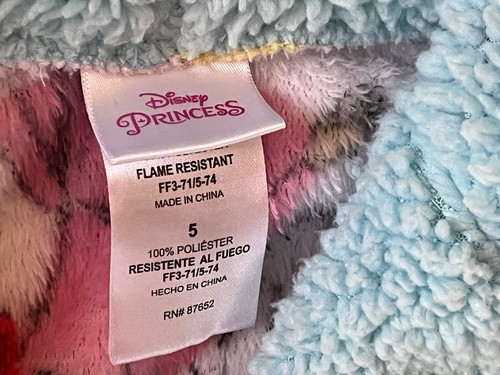 Disney
PRINCESS
FLAME RESISTANT
FF3-71/5-74
MADE IN CHINA
5
100% POLIÉSTER
RESISTENTE AL FUEGO
FF3-71/5-74
HECHO EN CHINA
RN# 87652